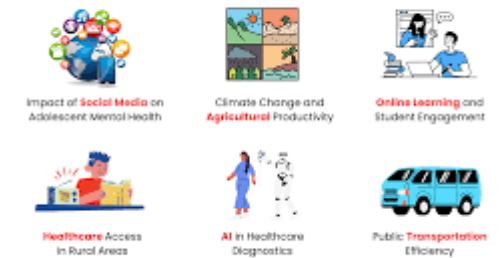 Impact of Social Media on
Adolescent Mental Health
Climate Change and
Agricultural Productivity
Online Learning and
Student Engagement
Healthcare Access
in Rural Areas
AI in Healthcare
Diagnostics
Public Transportation
Efficiency